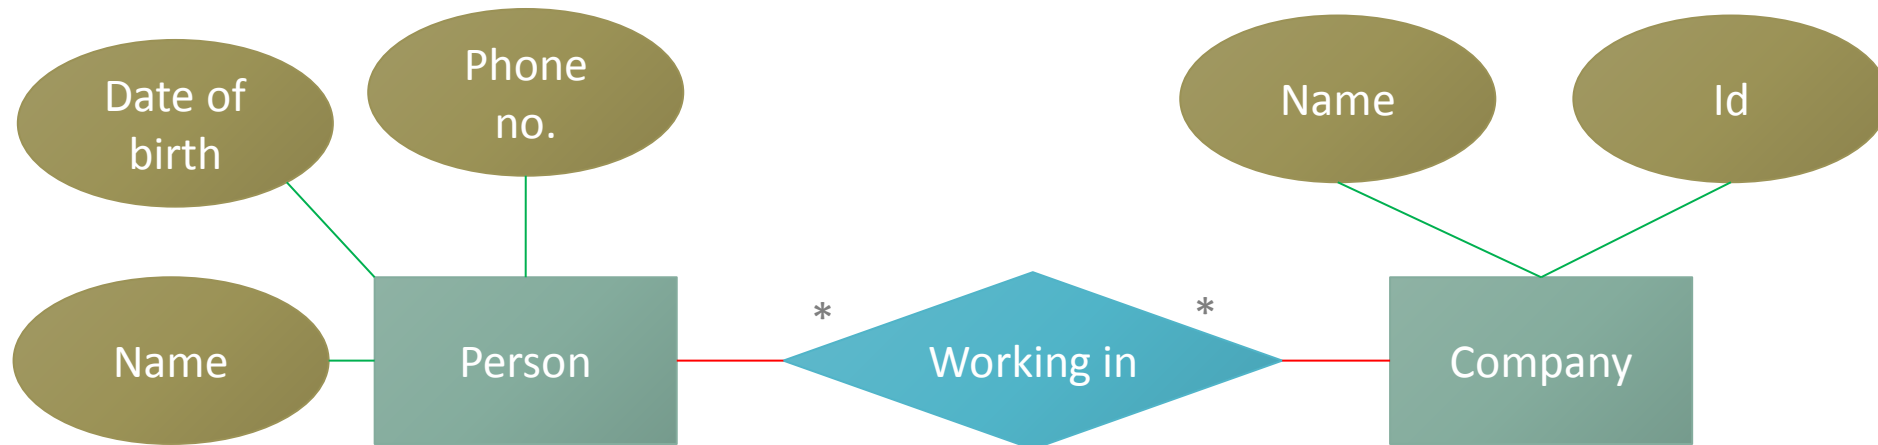 Date of
birth
Phone
no.
Name
Id
*
*
Name
Person
Working in
Company